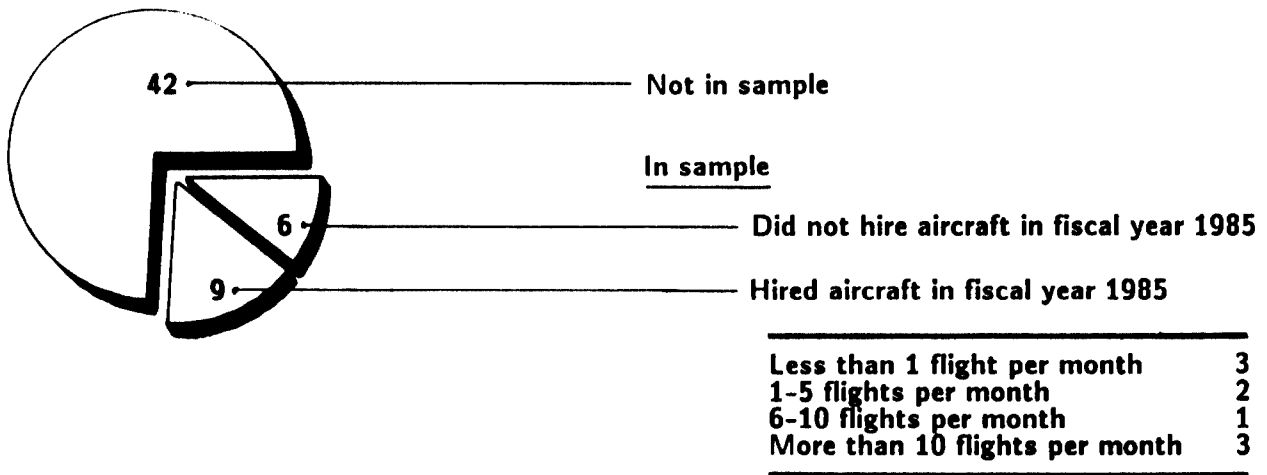 42 Not in sample
In sample
6 Did not hire aircraft in fiscal year 1985
9 Hired aircraft in fiscal year 1985
Less than 1 flight per month 3
1-5 flights per month 2
6-10 flights per month 1
More than 10 flights per month 3